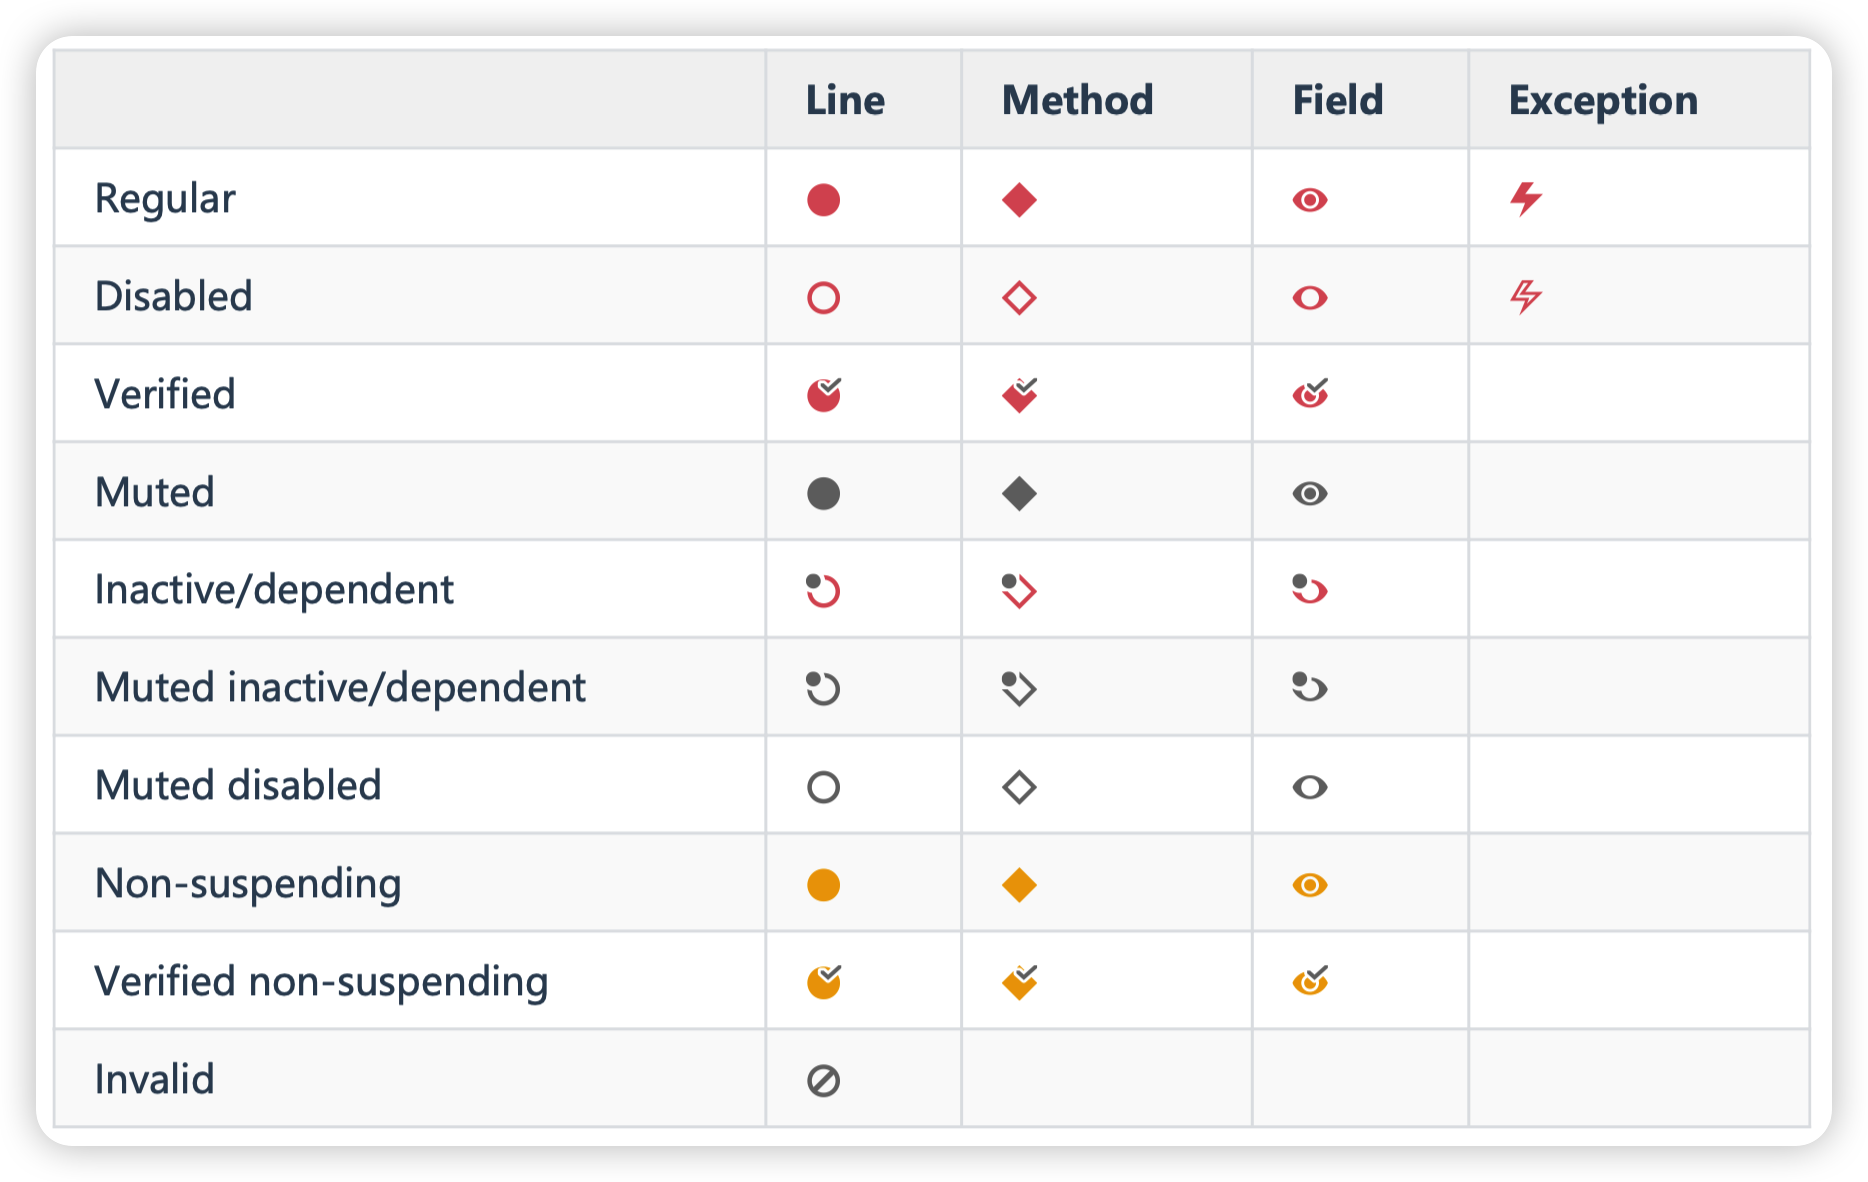 Line Method Field Exception
Regular
Disabled
Verified
Muted
Inactive/dependent
Muted inactive/dependent
Muted disabled
Non-suspending
Verified non-suspending
Invalid